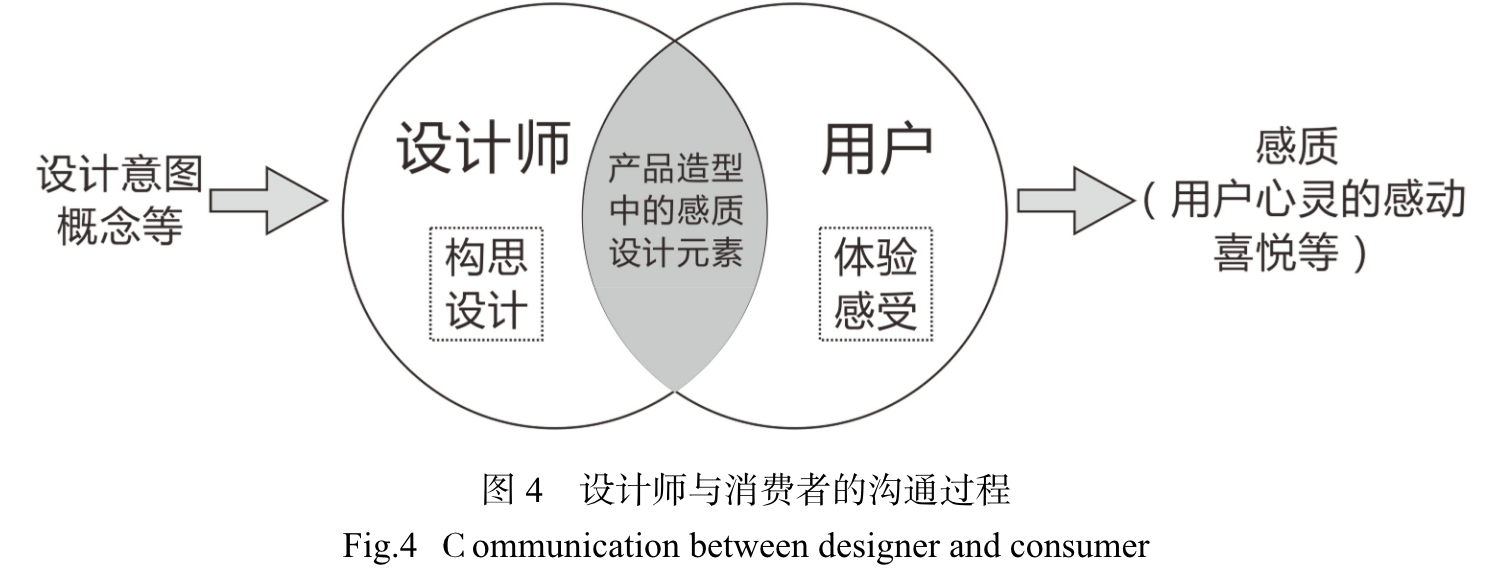 设计意图
概念等
设计师
构思
设计
产品造型
中的感质
设计元素
用户
体验
感受
感质
（用户心灵的感动
喜悦等）
图 4 设计师与消费者的沟通过程
Fig.4 C ommunication between designer and consumer